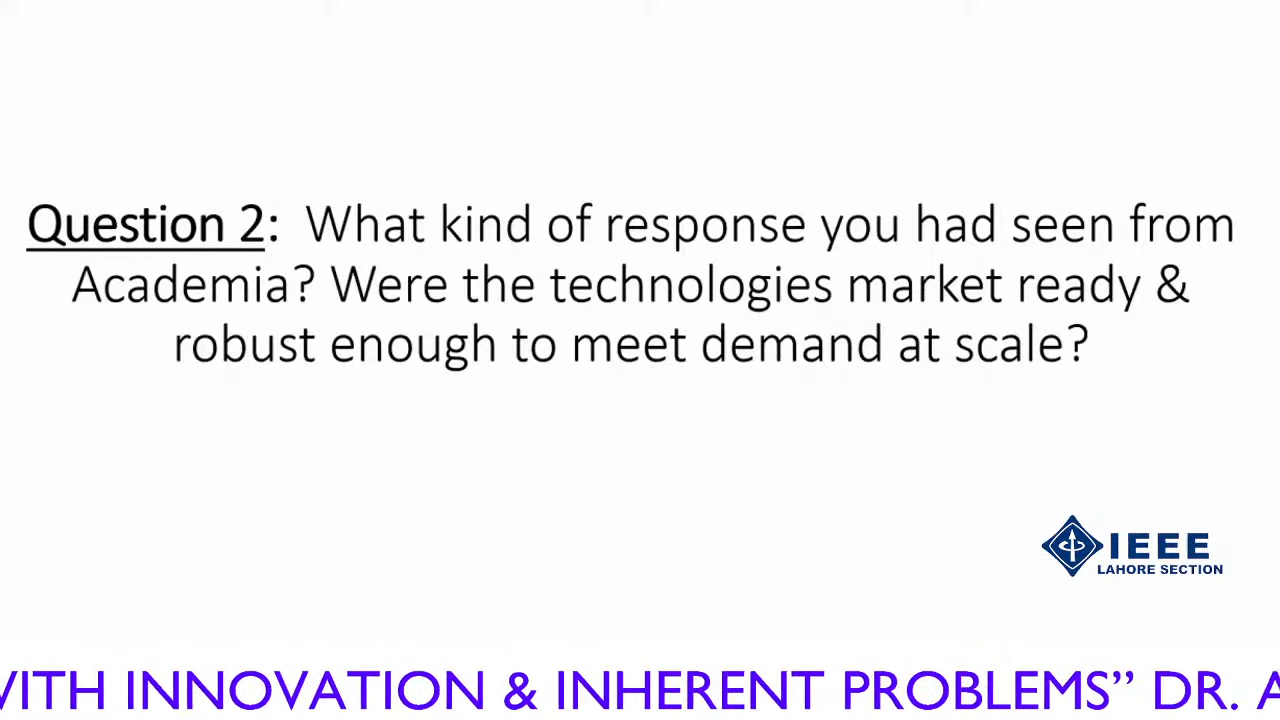 Question 2: What kind of response you had seen from
Academia? Were the technologies market ready &
robust enough to meet demand at scale?
IEEE
LAHORE SECTION
WITH INNOVATION & INHERENT PROBLEMS” DR. A